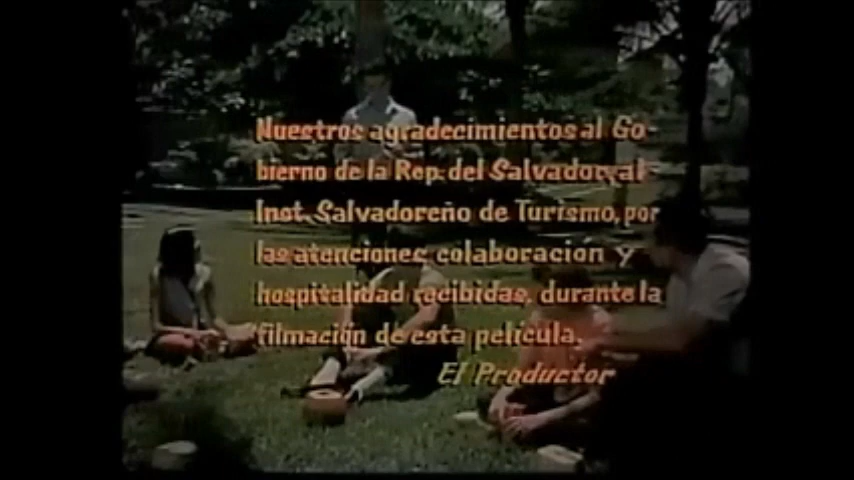 Nuestros agradecimientos al Go-
bierno de la Rep. del Salvador, al
Inst. Salvadoreño de Turismo, por
las atenciones, colaboracion y
hospitalidad recibidas, durante la
filmación de esta película.
El Productor